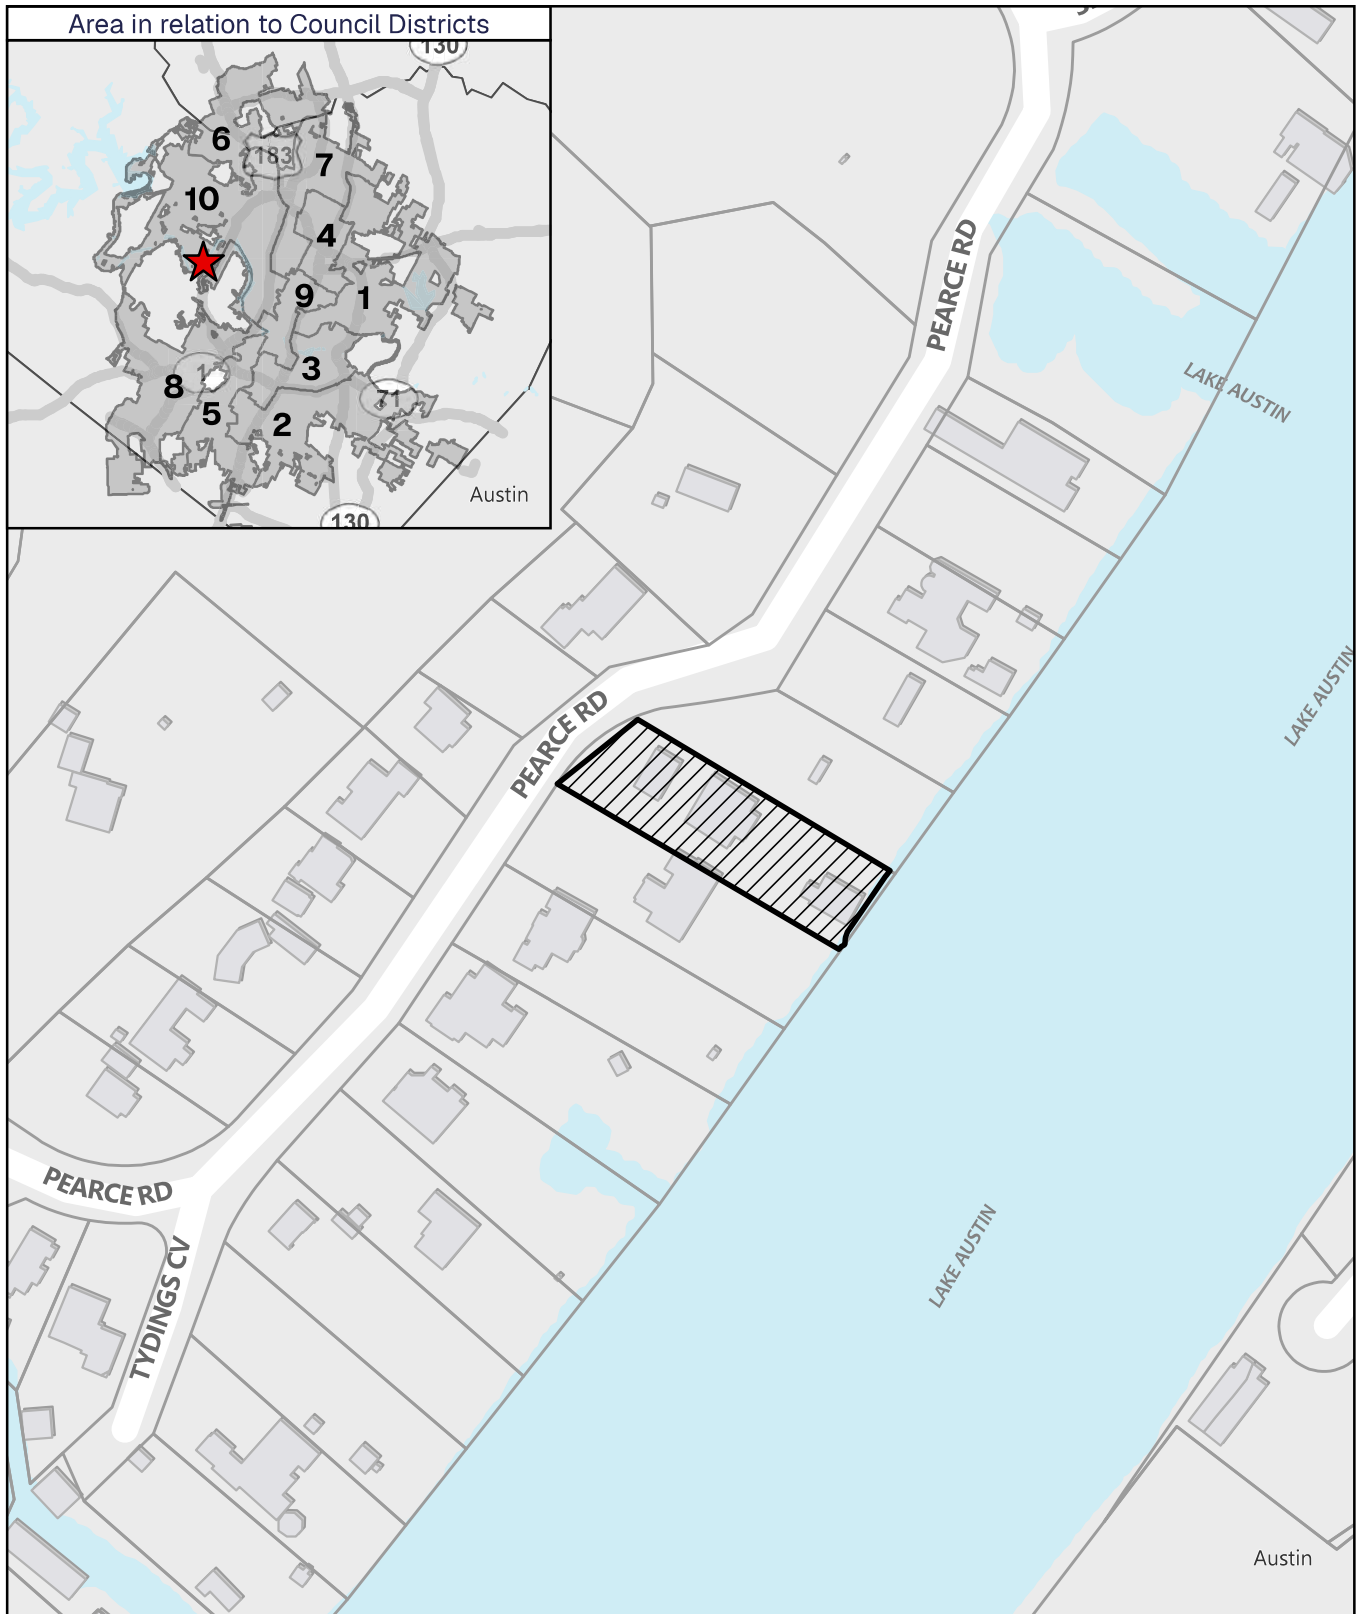 Area in relation to Council Districts
130
6
183
7
10
4
9
1
3
8
5
2
71
Austin
130
PEARCE RD
LAKE AUSTIN
LAKE AUSTIN
PEARCE RD
PEARCE RD
LAKE AUSTIN
TYDINGS CV
Austin